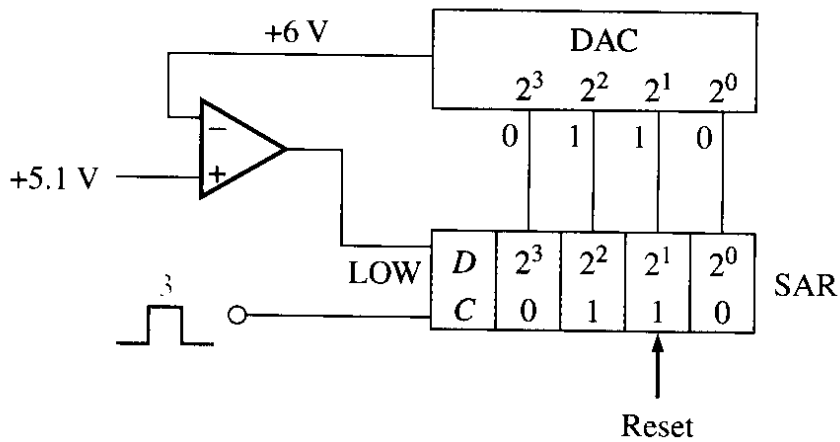 +6 V
DAC
2³ 2² 2¹ 2⁰
0 1 1 0
−
+
+5.1 V
LOW
D 2³ 2² 2¹ 2⁰
SAR
C 0 1 1 0
3
Reset